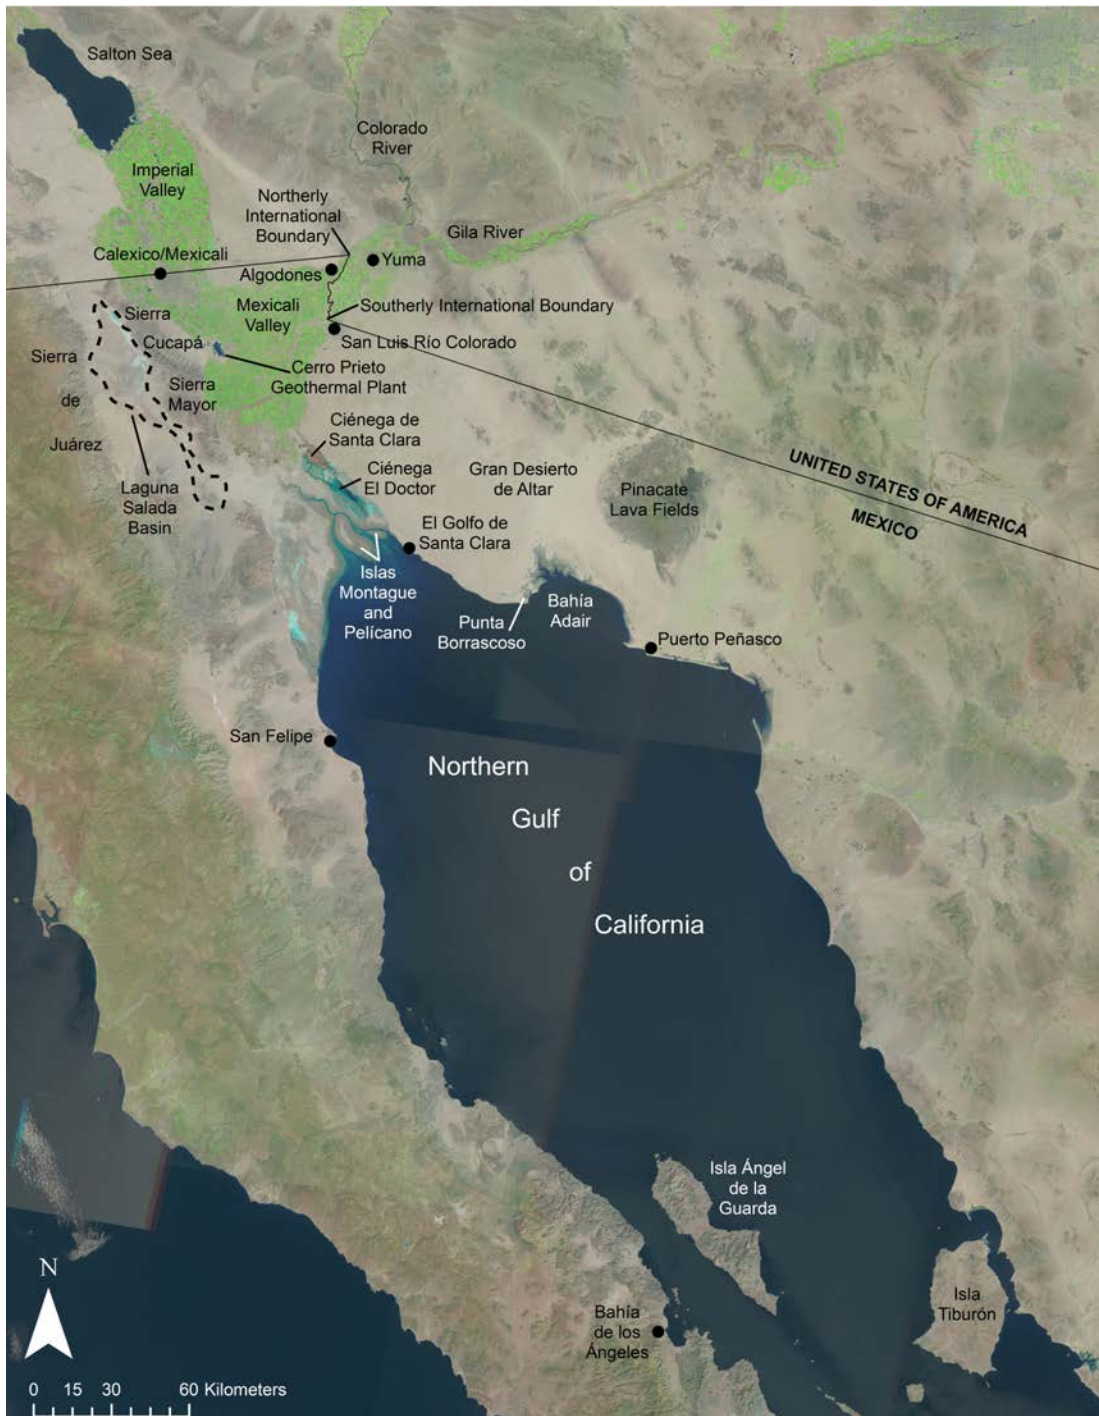 Salton Sea
Colorado
River
Imperial
Valley
Northerly
International
Boundary
Gila River
Calexico/Mexicali
Algodones
Yuma
Mexicali
Valley
Southerly International Boundary
Sierra
Cucapá
San Luis Río Colorado
Sierra
de
Juárez
Cerro Prieto
Geothermal Plant
Sierra
Mayor
Ciénega de
Santa Clara
Ciénega
El Doctor
Gran Desierto
de Altar
Pinacate
Lava Fields
UNITED STATES OF AMERICA
MEXICO
Laguna
Salada
Basin
El Golfo de
Santa Clara
Islas
Montague
and
Pelícano
Punta
Borrascoso
Bahía
Adair
Puerto Peñasco
San Felipe
Northern
Gulf
of
California
Isla Ángel
de la
Guarda
Isla
Tiburón
Bahía
de los
Ángeles
N
0 15 30 60 Kilometers